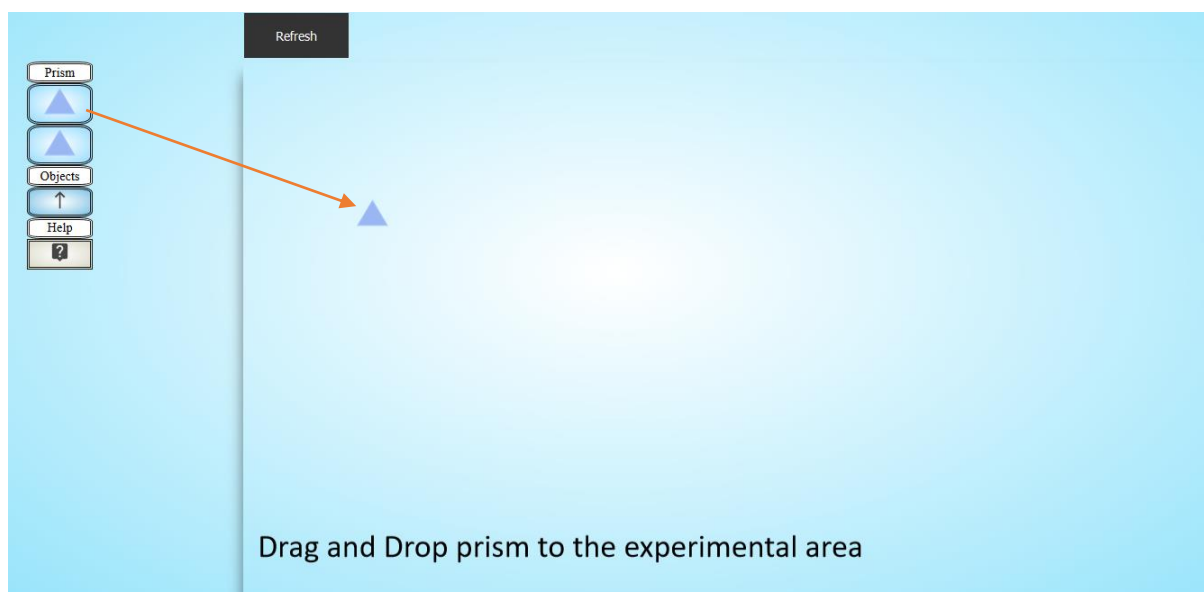 Refresh
Prism
Objects
Help
?
Drag and Drop prism to the experimental area